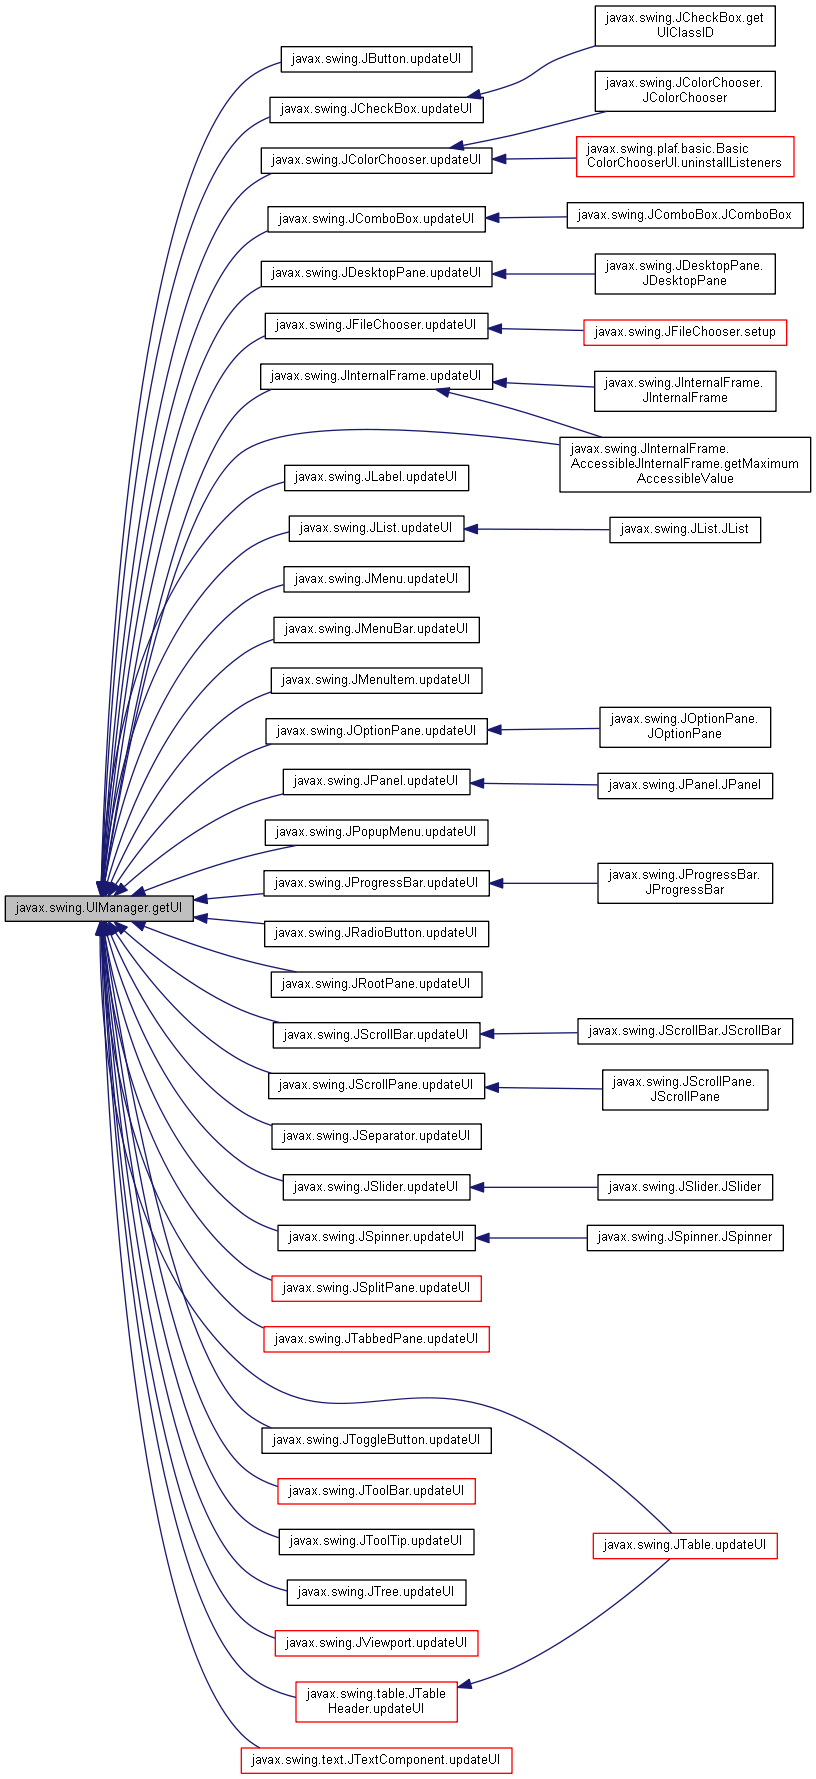 javax.swing.JCheckBox.get
UIClassID
javax.swing.JButton.updateUI
javax.swing.JCheckBox.updateUI
javax.swing.JColorChooser.
JColorChooser
javax.swing.JColorChooser.updateUI
javax.swing.plaf.basic.Basic
ColorChooserUI.uninstallListeners
javax.swing.JComboBox.updateUI
javax.swing.JComboBox.JComboBox
javax.swing.JDesktopPane.updateUI
javax.swing.JDesktopPane.
JDesktopPane
javax.swing.JFileChooser.updateUI
javax.swing.JFileChooser.setup
javax.swing.JInternalFrame.updateUI
javax.swing.JInternalFrame.
JInternalFrame
javax.swing.JInternalFrame.
AccessibleJInternalFrame.getMaximum
AccessibleValue
javax.swing.JLabel.updateUI
javax.swing.JList.updateUI
javax.swing.JList.JList
javax.swing.JMenu.updateUI
javax.swing.JMenuBar.updateUI
javax.swing.JMenuItem.updateUI
javax.swing.JOptionPane.updateUI
javax.swing.JOptionPane.
JOptionPane
javax.swing.JPanel.updateUI
javax.swing.JPanel.JPanel
javax.swing.JPopupMenu.updateUI
javax.swing.JProgressBar.updateUI
javax.swing.JProgressBar.
JProgressBar
javax.swing.UIManager.getUI
javax.swing.JRadioButton.updateUI
javax.swing.JRootPane.updateUI
javax.swing.JScrollBar.updateUI
javax.swing.JScrollBar.JScrollBar
javax.swing.JScrollPane.updateUI
javax.swing.JScrollPane.
JScrollPane
javax.swing.JSeparator.updateUI
javax.swing.JSlider.updateUI
javax.swing.JSlider.JSlider
javax.swing.JSpinner.updateUI
javax.swing.JSpinner.JSpinner
javax.swing.JSplitPane.updateUI
javax.swing.JTabbedPane.updateUI
javax.swing.JToggleButton.updateUI
javax.swing.JToolBar.updateUI
javax.swing.JToolTip.updateUI
javax.swing.JTable.updateUI
javax.swing.JTree.updateUI
javax.swing.JViewport.updateUI
javax.swing.table.JTable
Header.updateUI
javax.swing.text.JTextComponent.updateUI